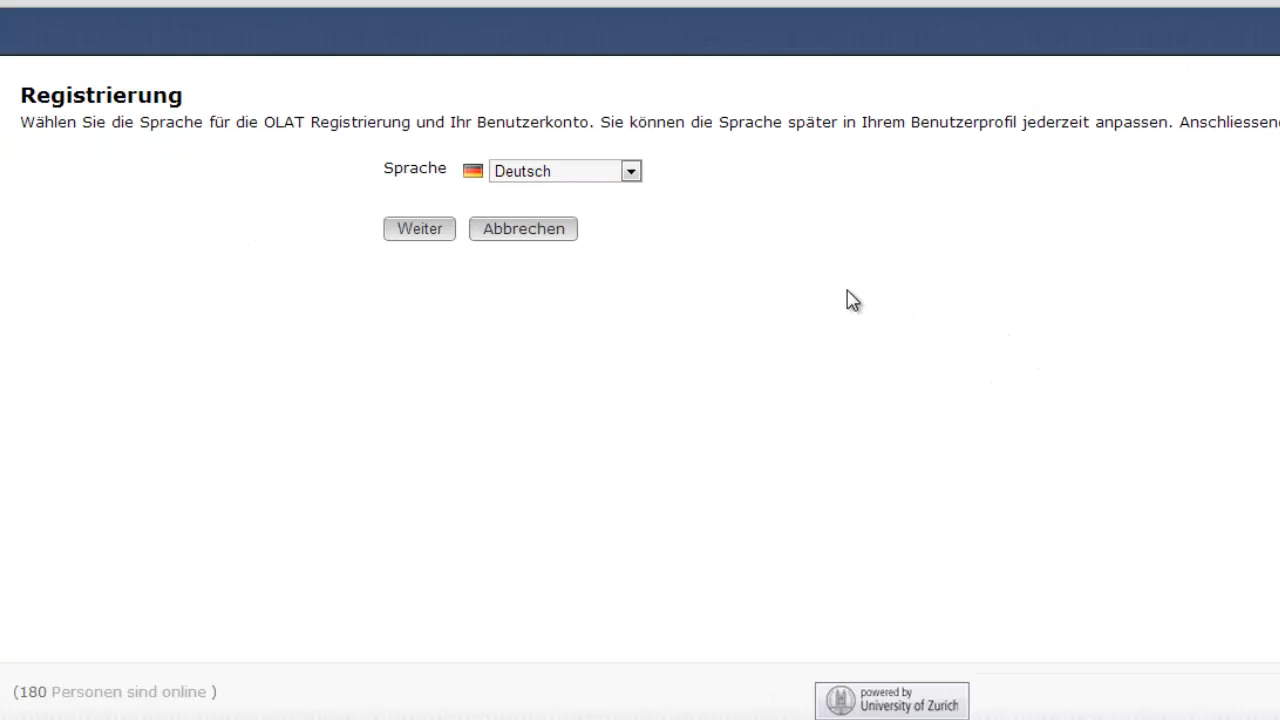 Registrierung
Wählen Sie die Sprache für die OLAT Registrierung und Ihr Benutzerkonto. Sie können die Sprache später in Ihrem Benutzerprofil jederzeit anpassen.
Sprache Deutsch
Weiter Abbrechen
(180 Personen sind online )
powered by
University of Zurich